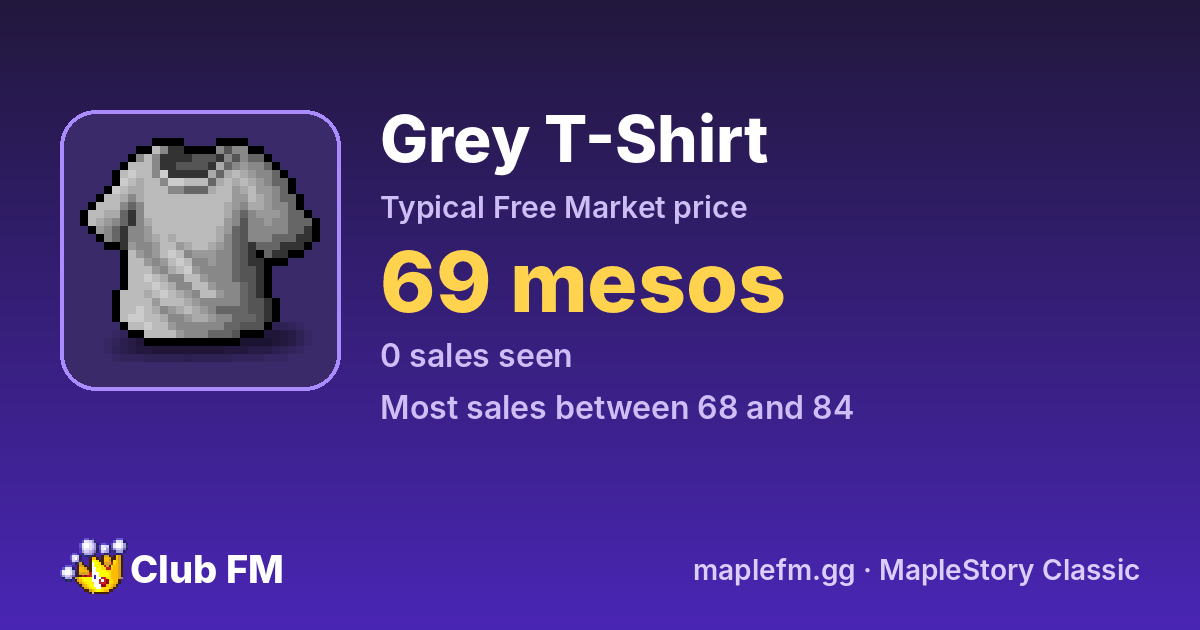 Grey T-Shirt
Typical Free Market price
69 mesos
0 sales seen
Most sales between 68 and 84
Club FM
maplefm.gg · MapleStory Classic